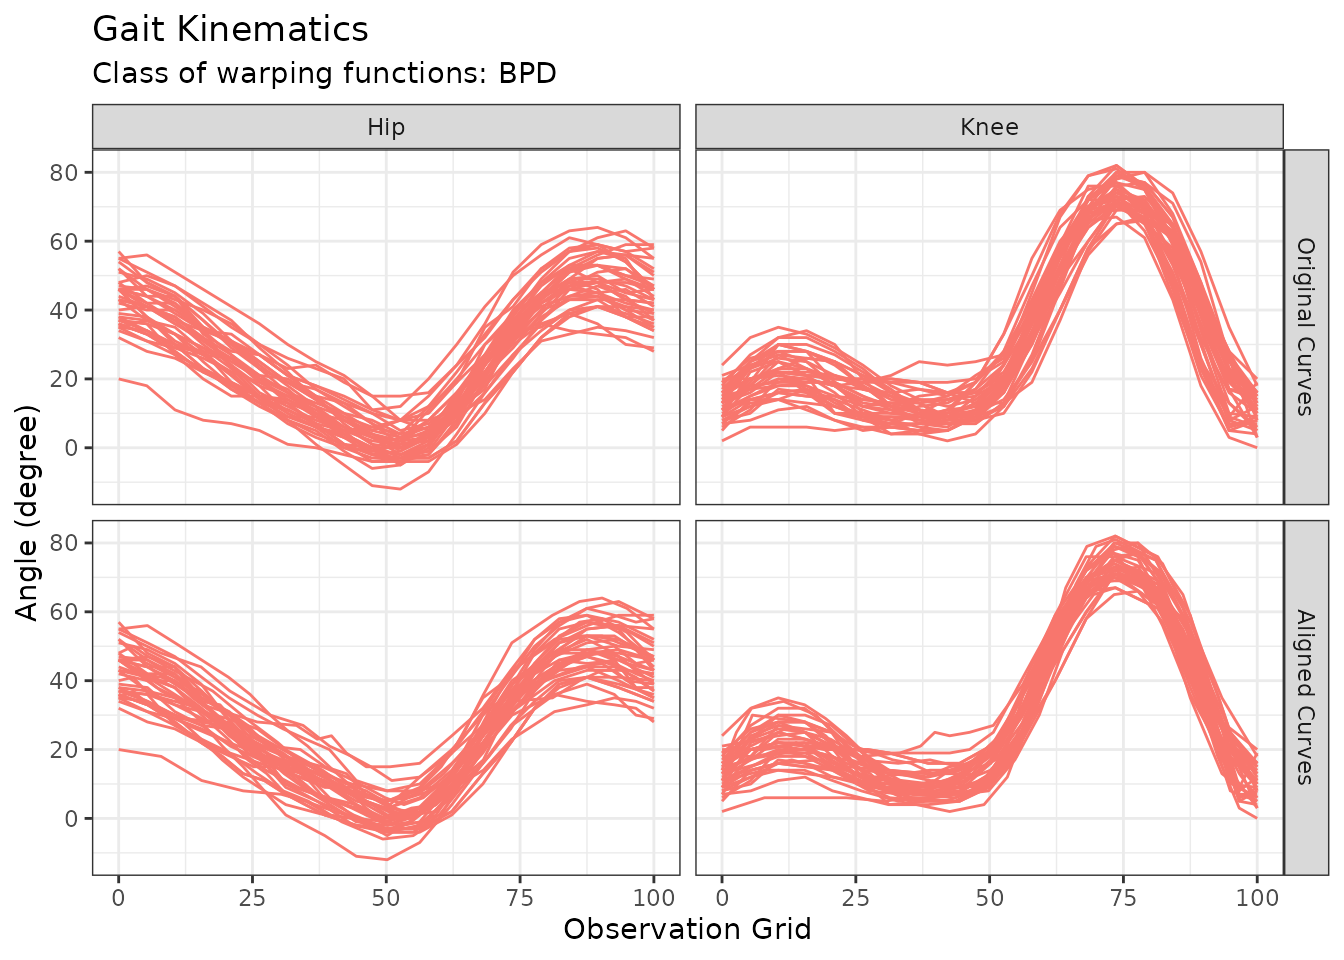 Gait Kinematics
Class of warping functions: BPD
Hip
Knee
80
60
40
20
0
Original Curves
Angle (degree)
80
60
40
20
0
Aligned Curves
0 25 50 75 100
0 25 50 75 100
Observation Grid